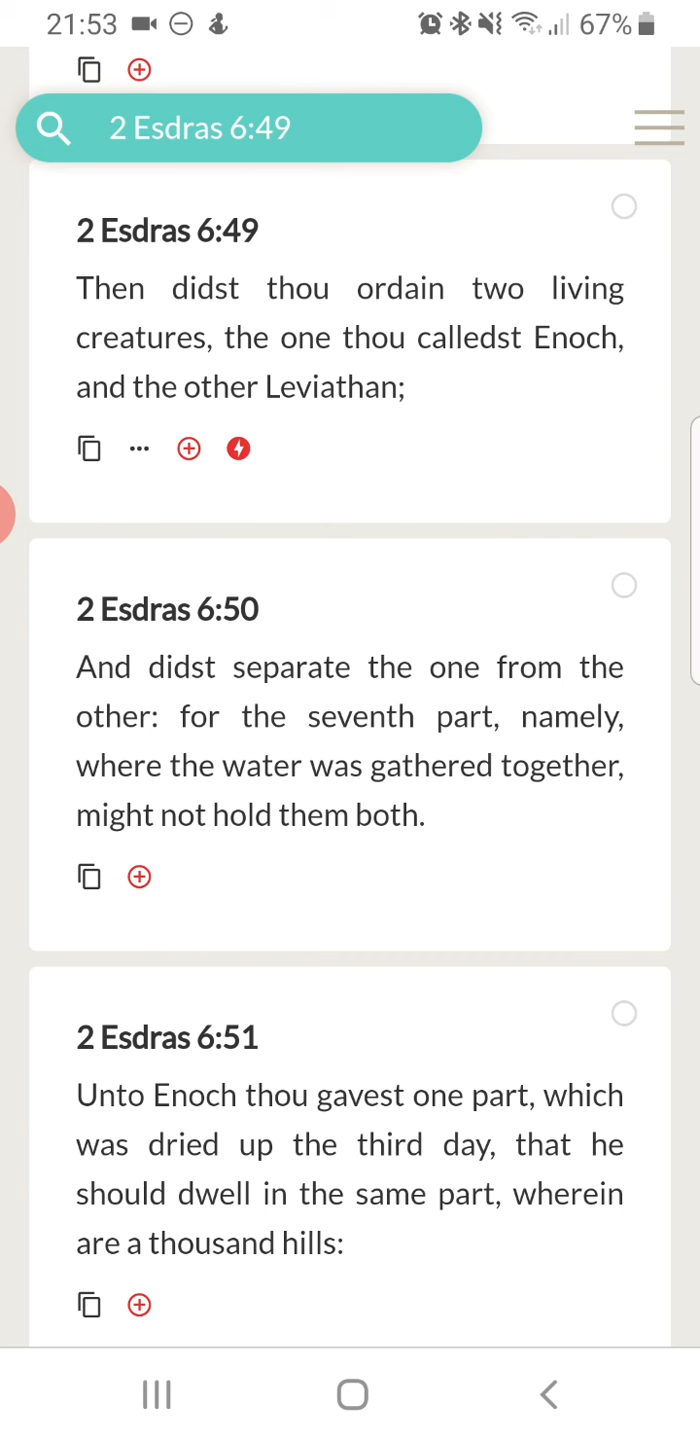 21:53
67%
2 Esdras 6:49
2 Esdras 6:49
Then didst thou ordain two living
creatures, the one thou calledst Enoch,
and the other Leviathan;
2 Esdras 6:50
And didst separate the one from the
other: for the seventh part, namely,
where the water was gathered together,
might not hold them both.
2 Esdras 6:51
Unto Enoch thou gavest one part, which
was dried up the third day, that he
should dwell in the same part, wherein
are a thousand hills: